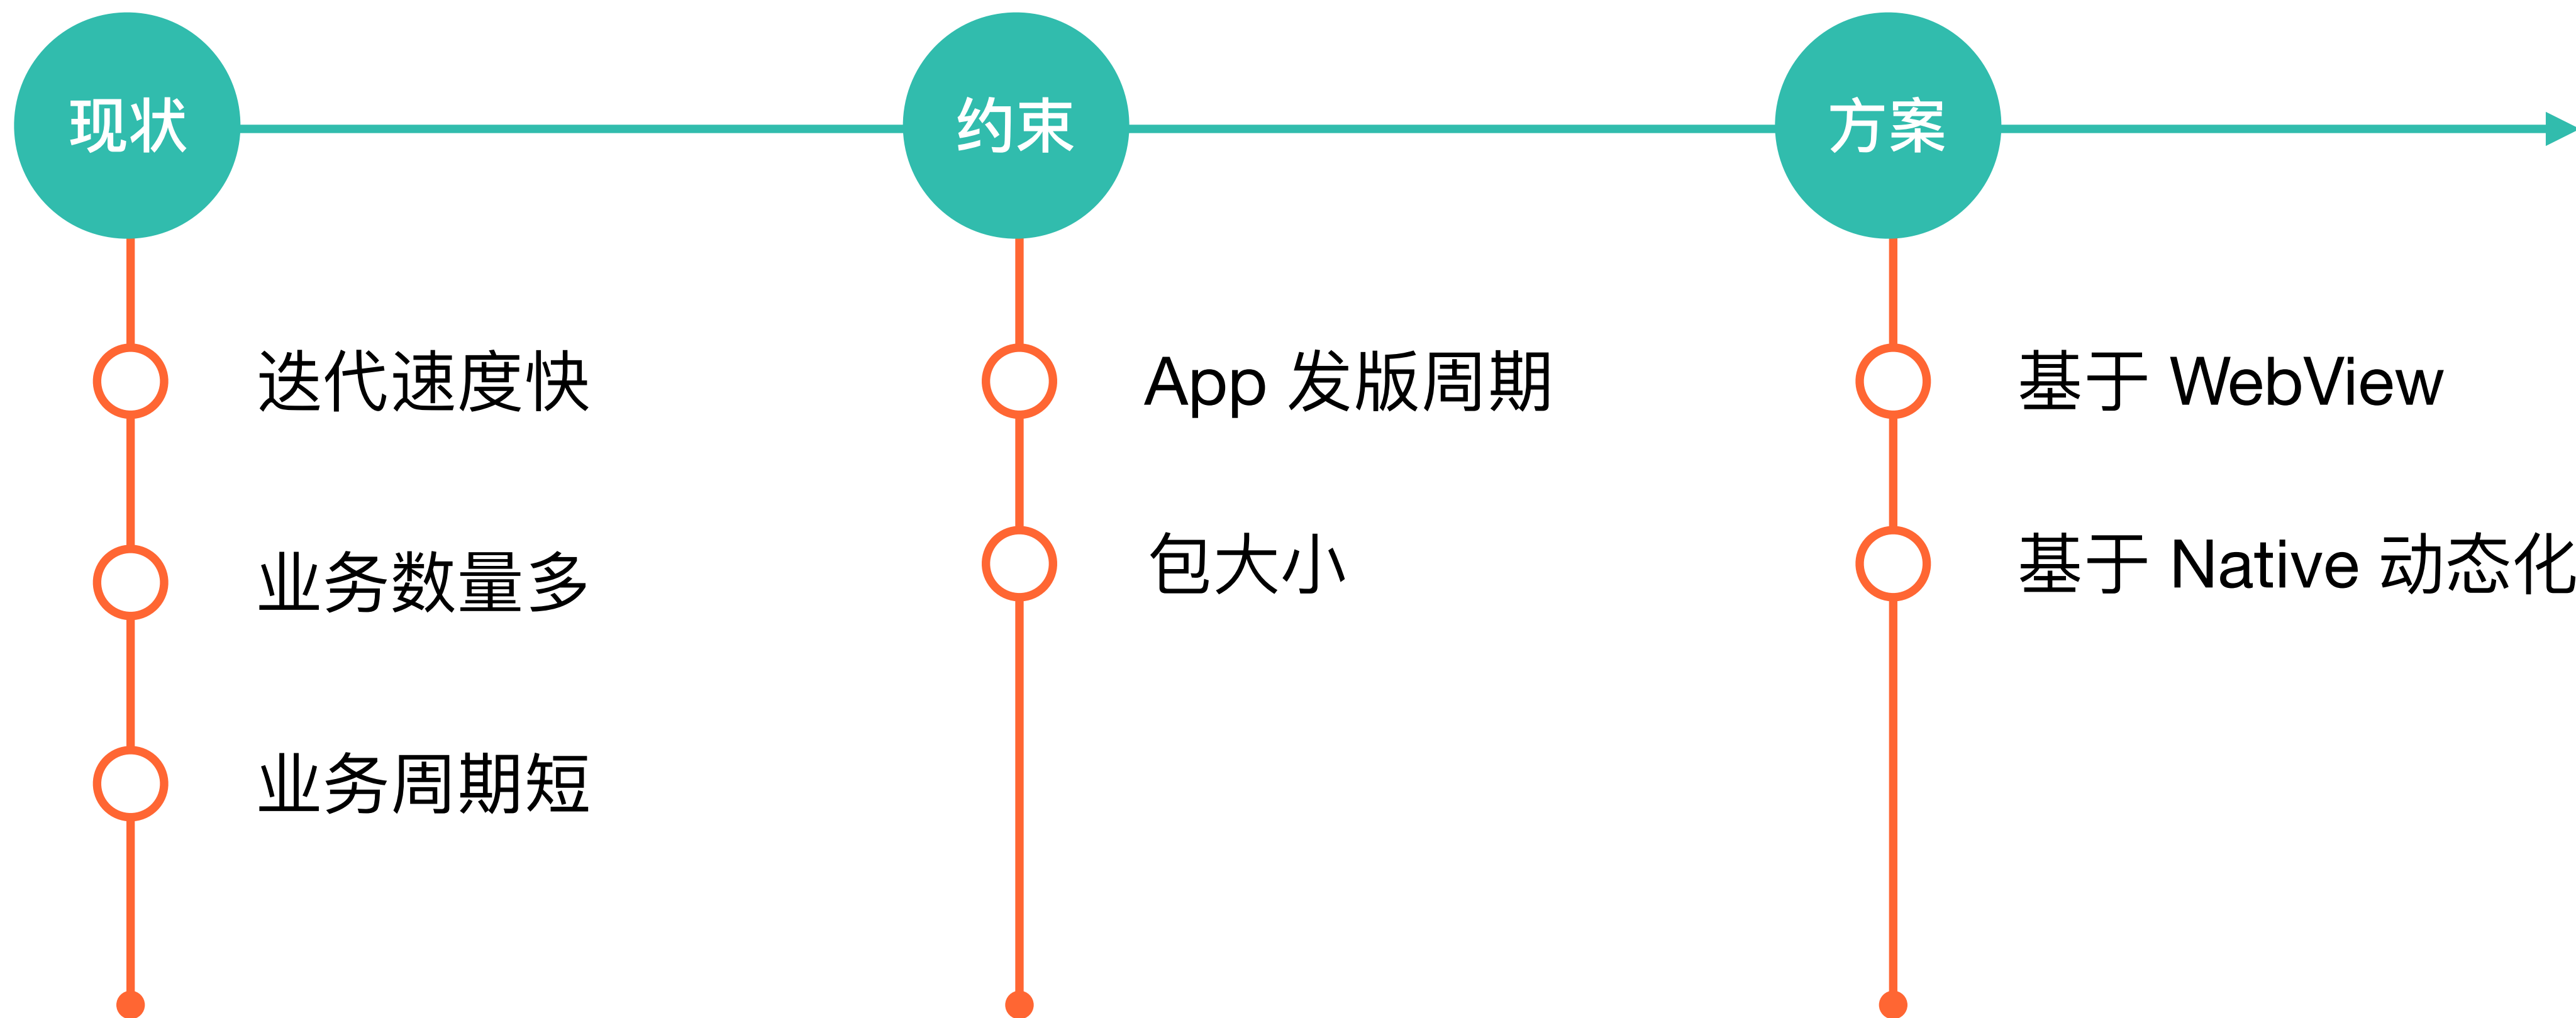 现状
迭代速度快
业务数量多
业务周期短
约束
App 发版周期
包大小
方案
基于 WebView
基于 Native 动态化